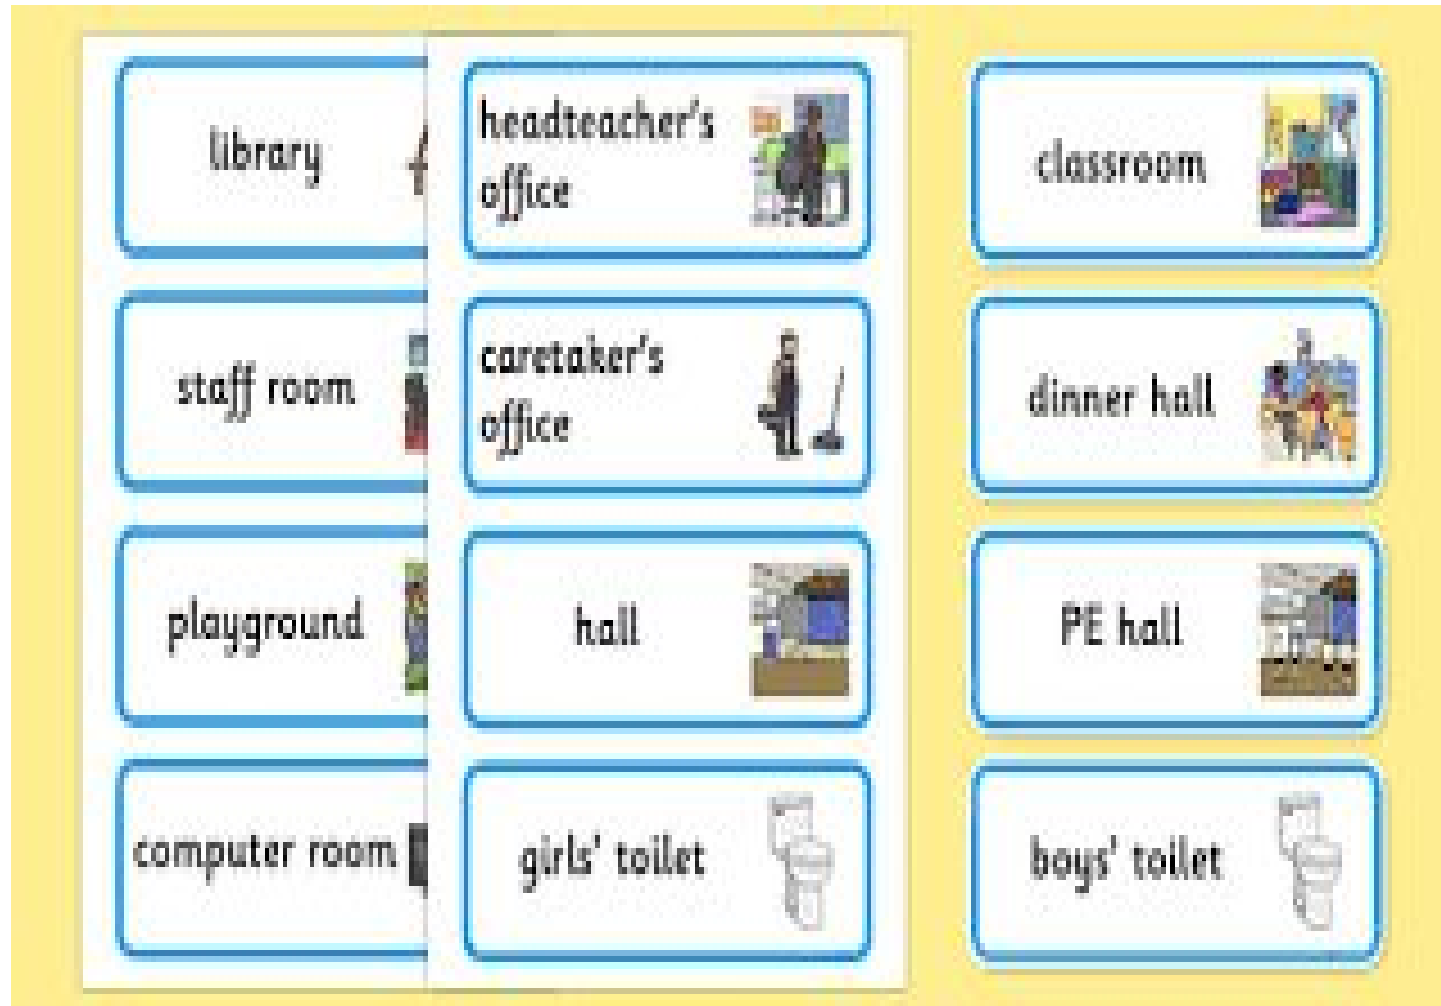 library
staff room
playground
computer room
headteacher's
office
caretaker's
office
hall
girls' toilet
classroom
dinner hall
PE hall
boys' toilet